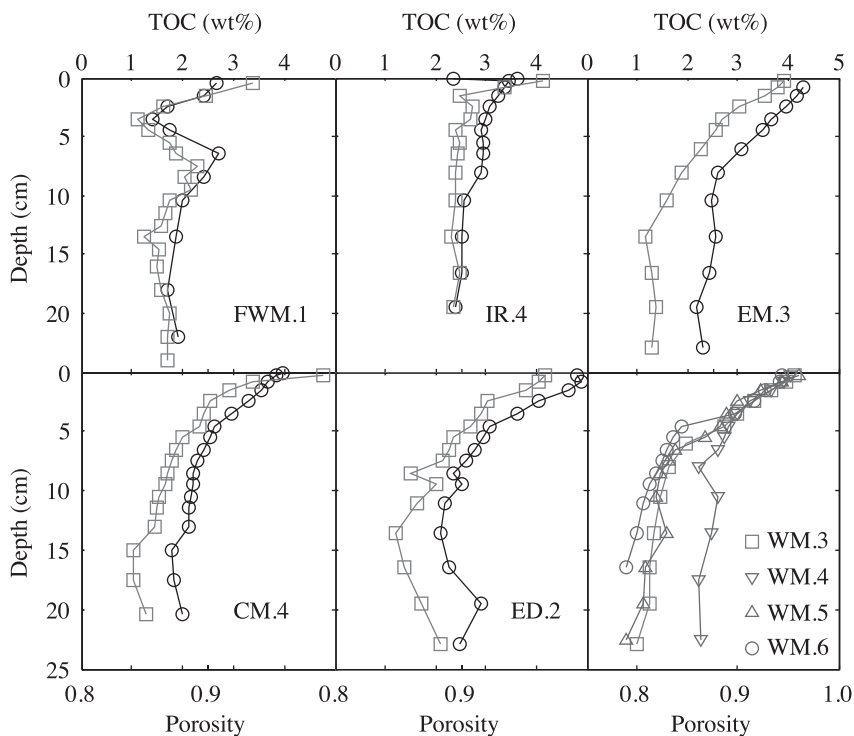 TOC (wt%) TOC (wt%) TOC (wt%)
0 1 2 3 4 0 1 2 3 4 0 1 2 3 4 5
0
5
10
15
20
Depth (cm)
FWM.1 IR.4 EM.3
0
5
10
15
20
25
Depth (cm)
CM.4 ED.2
WM.3
WM.4
WM.5
WM.6
0.8 0.9 0.8 0.9 0.8 0.9 1.0
Porosity Porosity Porosity